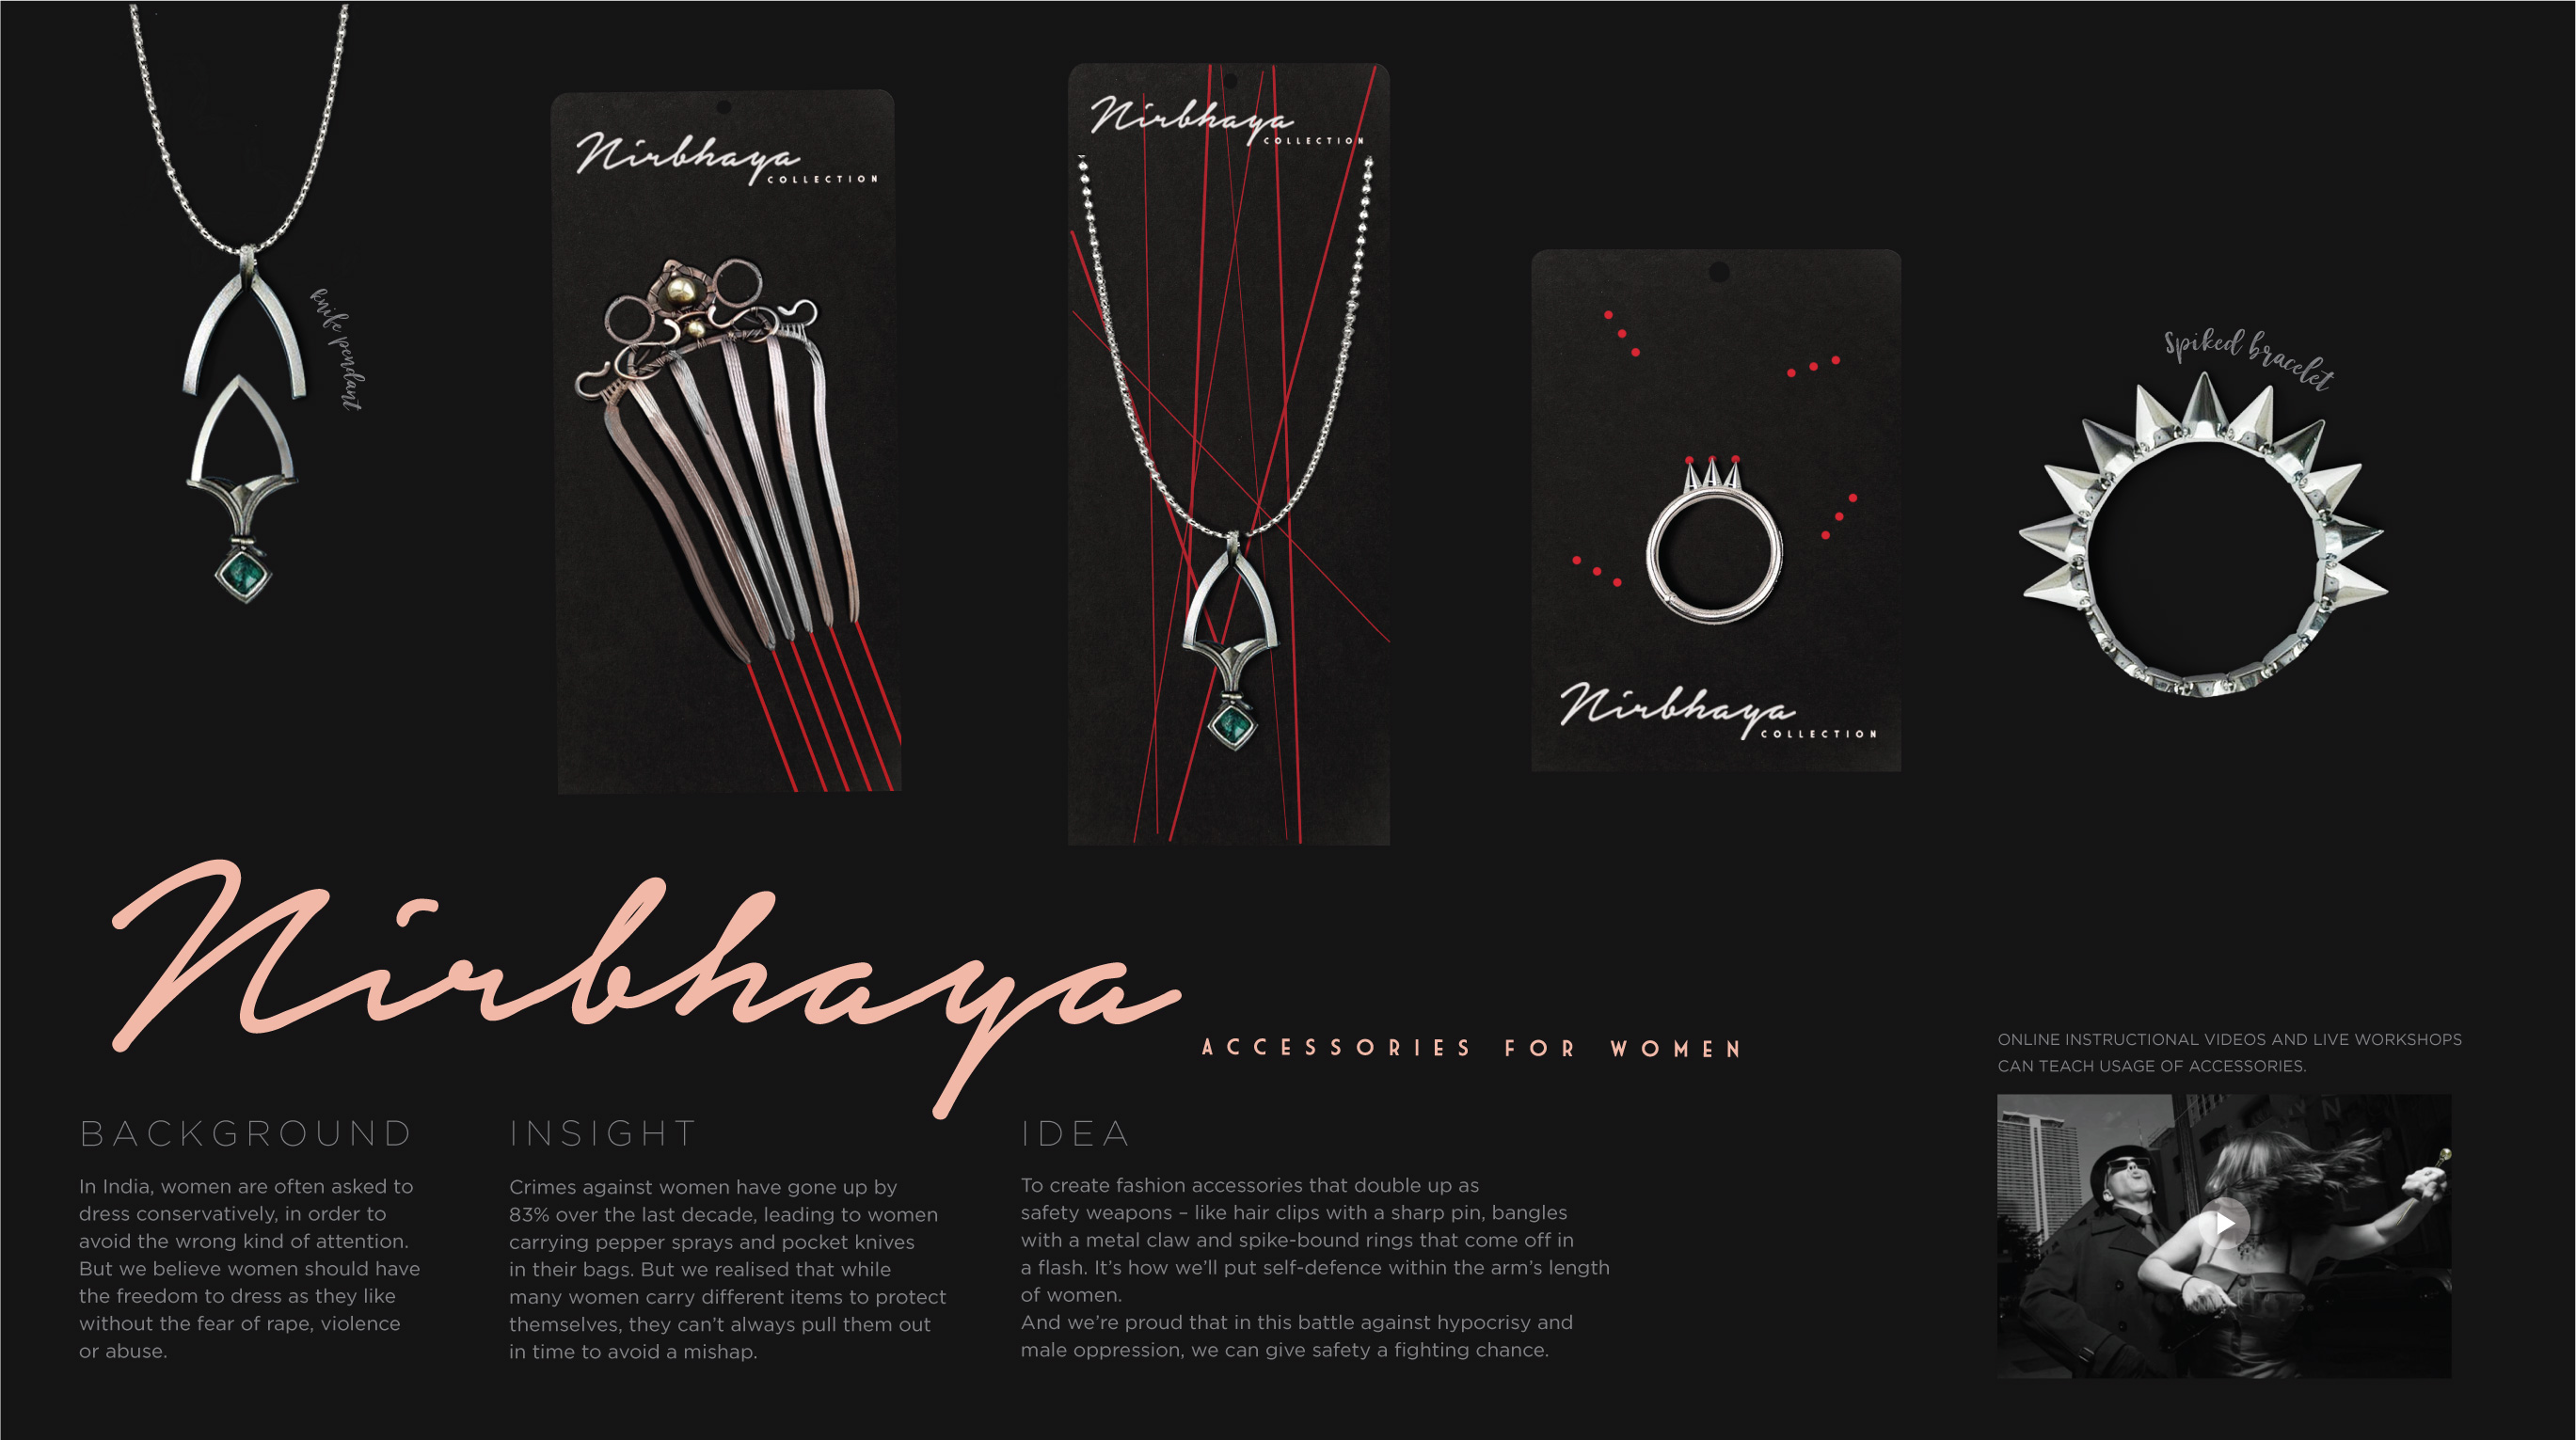 Nirbhaya
COLLECTION
Nirbhaya
COLLECTION
knife pendant
Spiked bracelet
Nirbhaya
COLLECTION
Nirbhaya
ACCESSORIES FOR WOMEN
BACKGROUND
In India, women are often asked to
dress conservatively, in order to
avoid the wrong kind of attention.
But we believe women should have
the freedom to dress as they like
without the fear of rape, violence
or abuse.
INSIGHT
Crimes against women have gone up by
83% over the last decade, leading to women
carrying pepper sprays and pocket knives
in their bags. But we realised that while
many women carry different items to protect
themselves, they can't always pull them out
in time to avoid a mishap.
IDEA
To create fashion accessories that double up as
safety weapons – like hair clips with a sharp pin, bangles
with a metal claw and spike-bound rings that come off in
a flash. It's how we'll put self-defence within the arm's length
of women.
And we're proud that in this battle against hypocrisy and
male oppression, we can give safety a fighting chance.
ONLINE INSTRUCTIONAL VIDEOS AND LIVE WORKSHOPS
CAN TEACH USAGE OF ACCESSORIES.